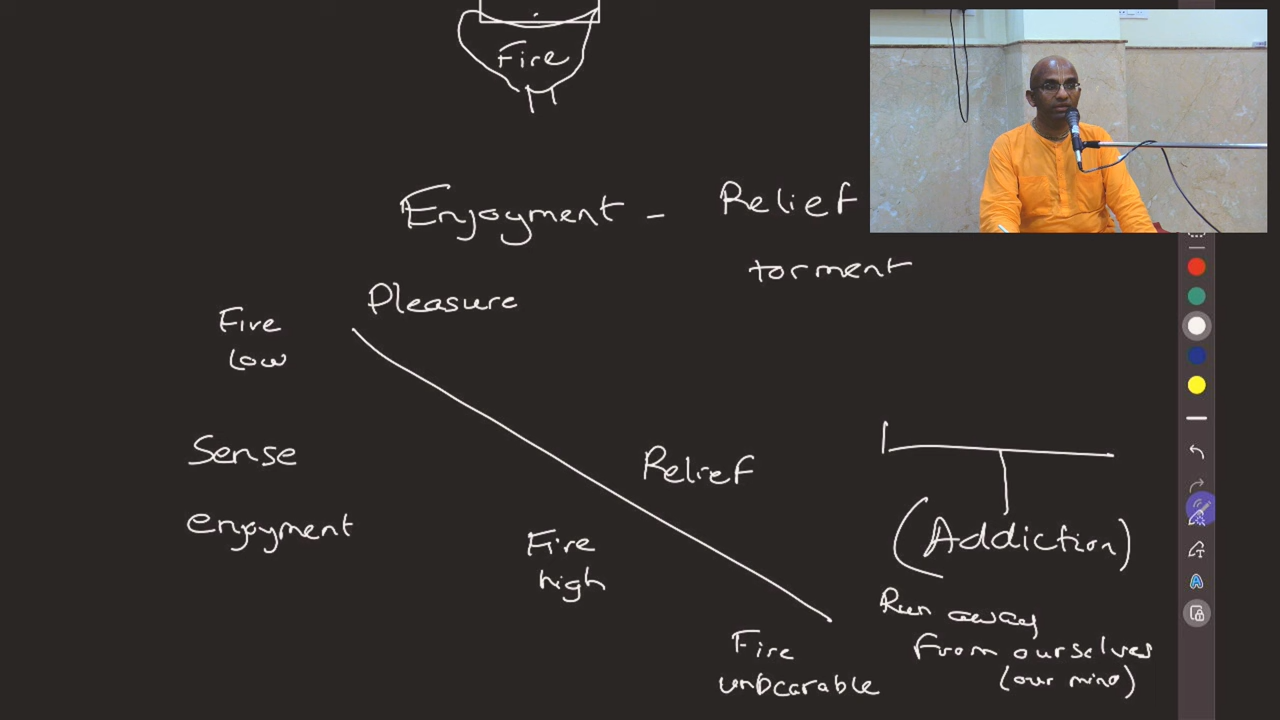 Fire
Enjoyment - Relief
torment
Pleasure
Fire
low
Sense
enjoyment
Relief
Fire
high
(Addiction)
Run away
from ourselves
(our mind)
Fire
unbearable